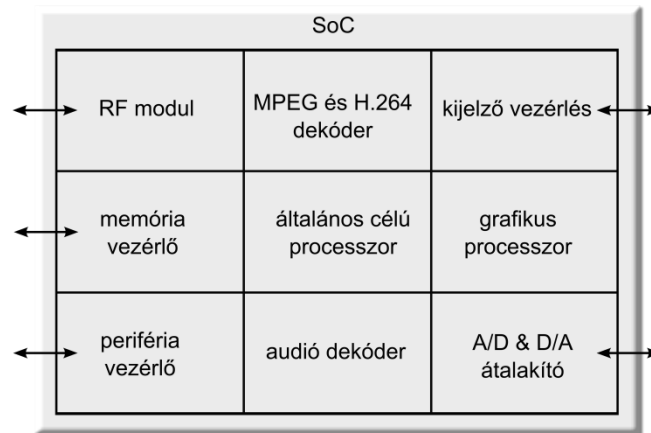 SoC
RF modul
MPEG és H.264
dekóder
kijelző vezérlés
memória
vezérlő
általános célú
processzor
grafikus
processzor
periféria
vezérlő
audió dekóder
A/D & D/A
átalakító